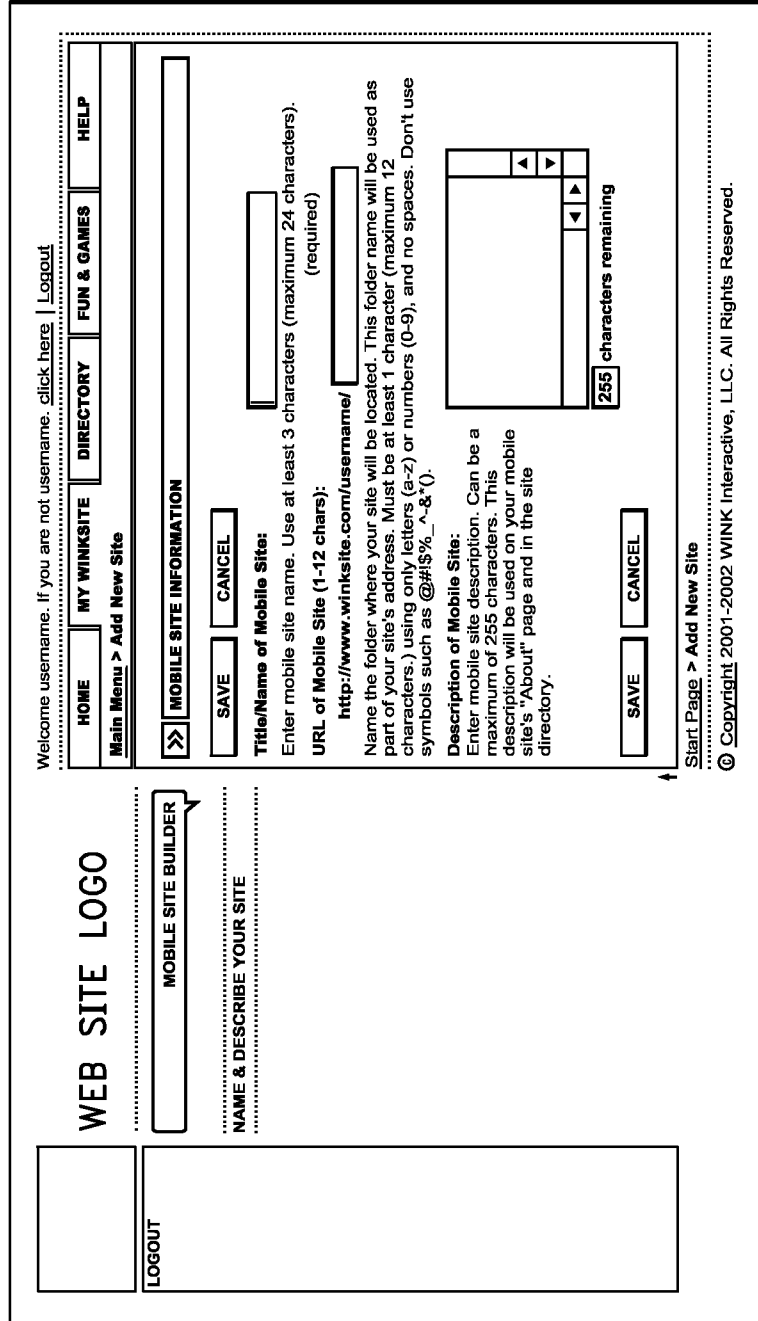 WEB SITE LOGO
Welcome username. If you are not username. click here | Logout
HOME
MY WINKSITE
DIRECTORY
FUN & GAMES
HELP
Main Menu > Add New Site
LOGOUT
MOBILE SITE BUILDER
NAME & DESCRIBE YOUR SITE
>> MOBILE SITE INFORMATION
SAVE
CANCEL
Title/Name of Mobile Site:
Enter mobile site name. Use at least 3 characters (maximum 24 characters).
URL of Mobile Site (1-12 chars):
(required)
http://www.winksite.com/username/
Name the folder where your site will be located. This folder name will be used as
part of your site's address. Must be at least 1 character (maximum 12
characters.) using only letters (a-z) or numbers (0-9), and no spaces. Don't use
symbols such as @#!$%_^-&*().
Description of Mobile Site:
Enter mobile site description. Can be a
maximum of 255 characters. This
description will be used on your mobile
site's "About" page and in the site
directory.
255 characters remaining
SAVE
CANCEL
Start Page > Add New Site
© Copyright 2001-2002 WINK Interactive, LLC. All Rights Reserved.